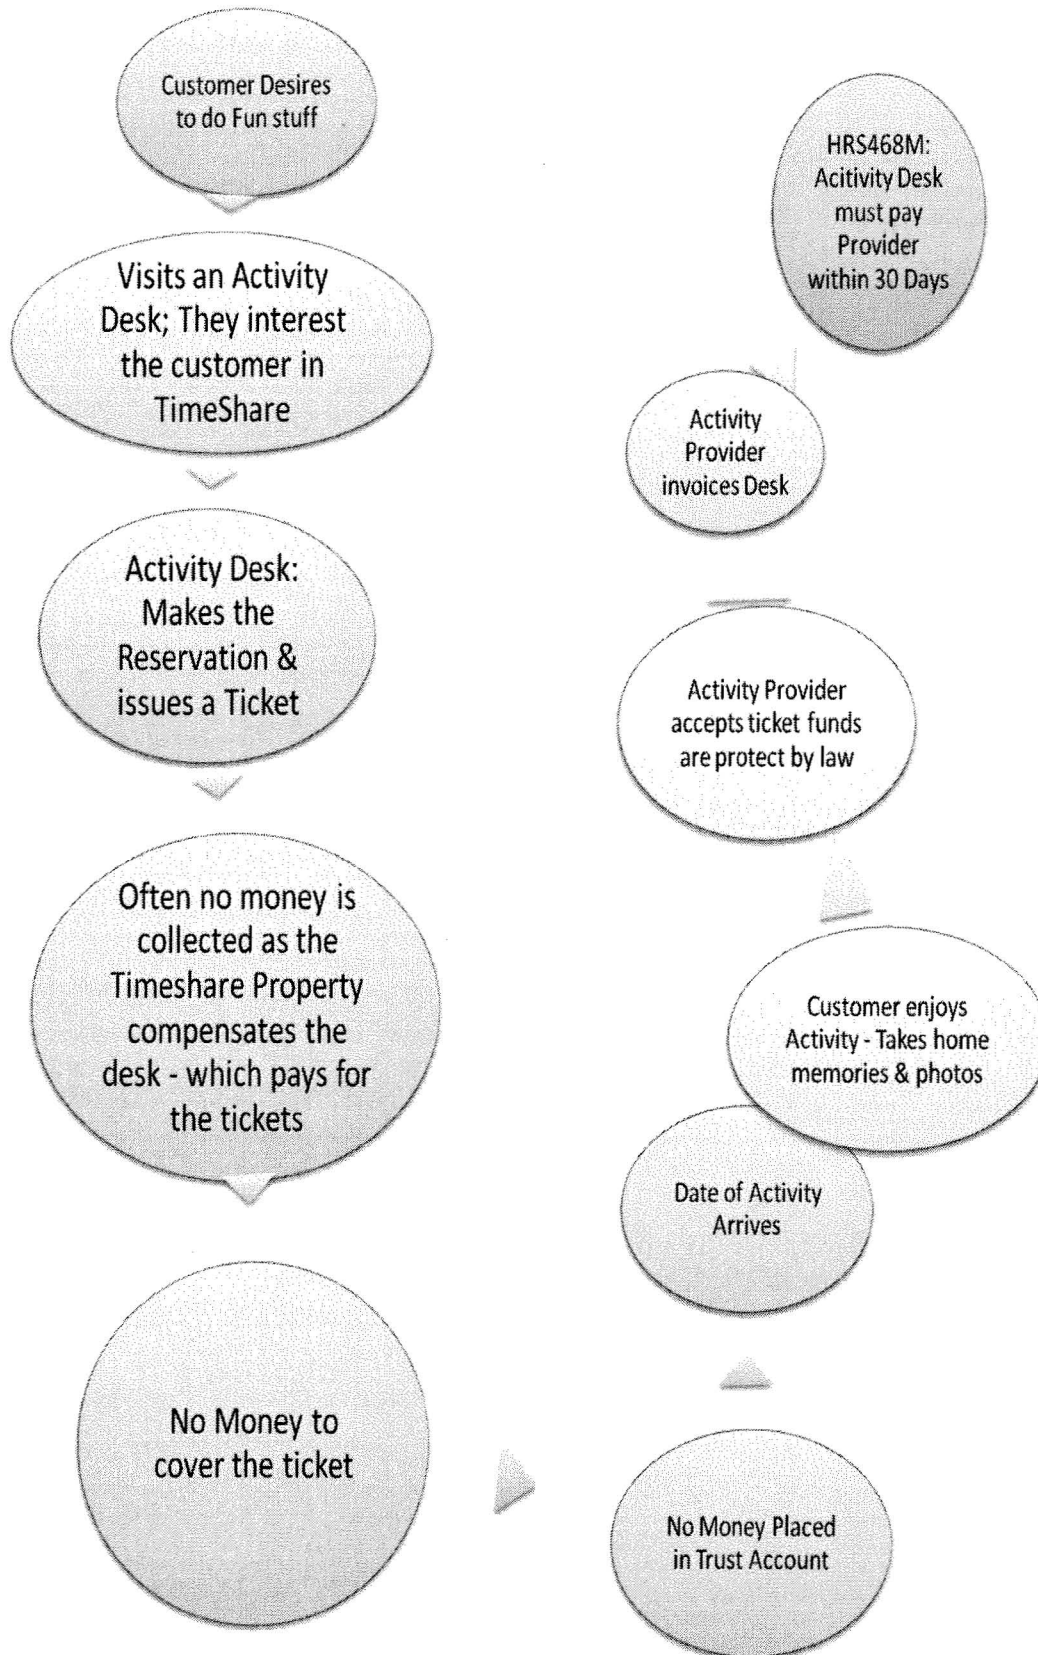 Customer Desires
to do Fun stuff
Visits an Activity
Desk; They interest
the customer in
TimeShare
Activity Desk:
Makes the
Reservation &
issues a Ticket
Often no money is
collected as the
Timeshare Property
compensates the
desk - which pays for
the tickets
No Money to
cover the ticket
No Money Placed
in Trust Account
Date of Activity
Arrives
Customer enjoys
Activity - Takes home
memories & photos
Activity Provider
accepts ticket funds
are protect by law
Activity
Provider
invoices Desk
HRS468M:
Acitivity Desk
must pay
Provider
within 30 Days